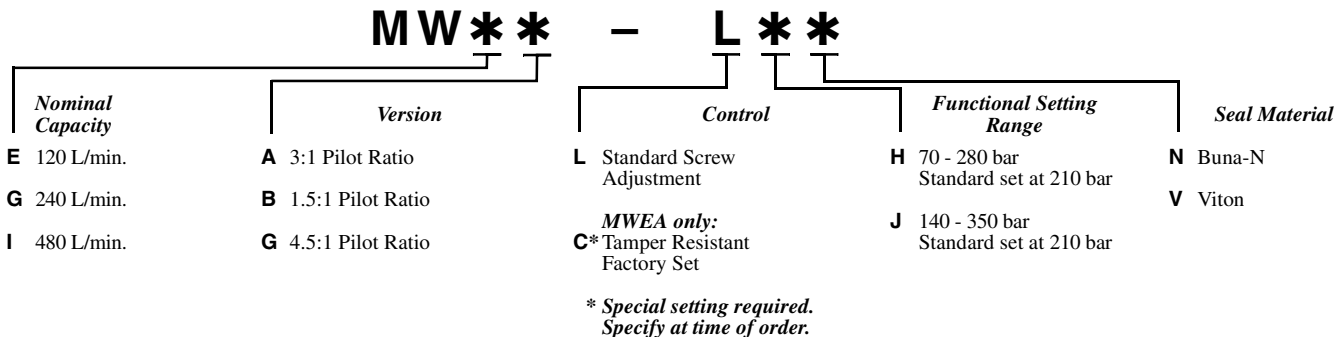 MW** – L**
Nominal
Capacity
E 120 L/min.
G 240 L/min.
I 480 L/min.
Version
A 3:1 Pilot Ratio
B 1.5:1 Pilot Ratio
G 4.5:1 Pilot Ratio
Control
L Standard Screw
Adjustment
MWEA only:
C* Tamper Resistant
Factory Set
* Special setting required.
Specify at time of order.
Functional Setting
Range
H 70 - 280 bar
Standard set at 210 bar
J 140 - 350 bar
Standard set at 210 bar
Seal Material
N Buna-N
V Viton